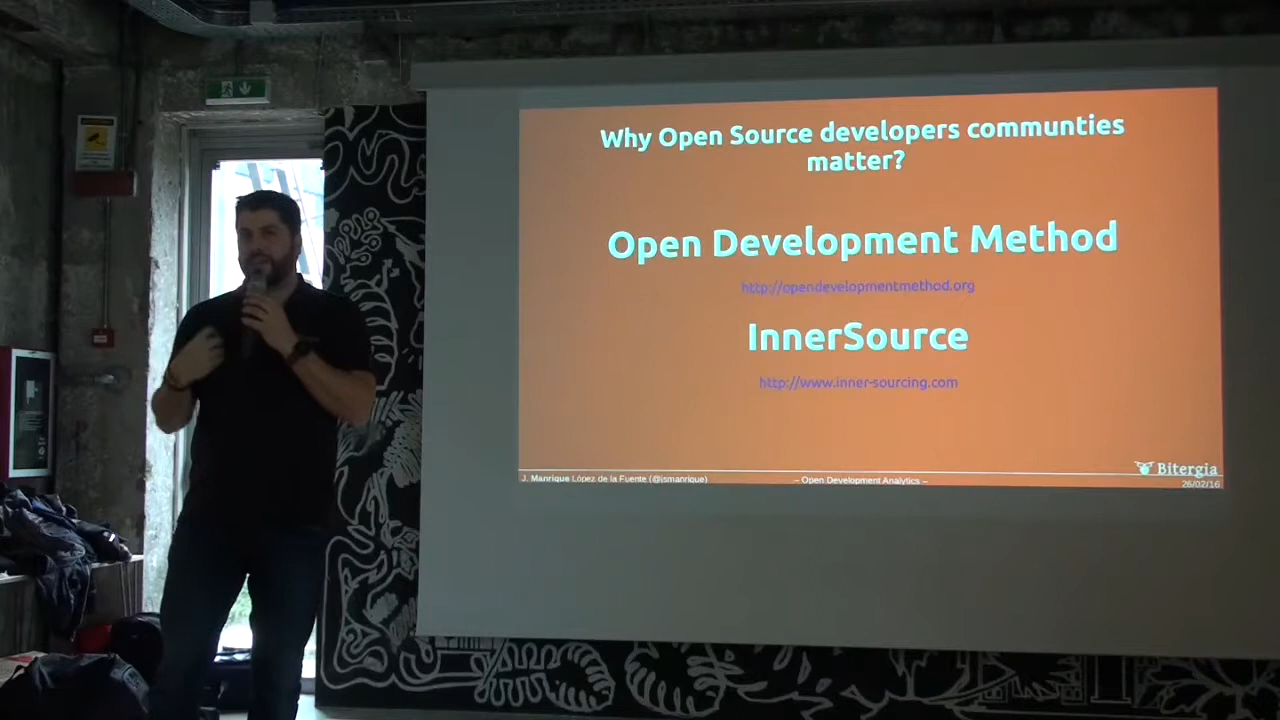 Why Open Source developers communties
matter?
Open Development Method
http://opendevelopmentmethod.org
InnerSource
http://www.inner-sourcing.com
Bitergia
J. Manrique López de la Fuente (@jsmanrique)
– Open Development Analytics –
26/02/16